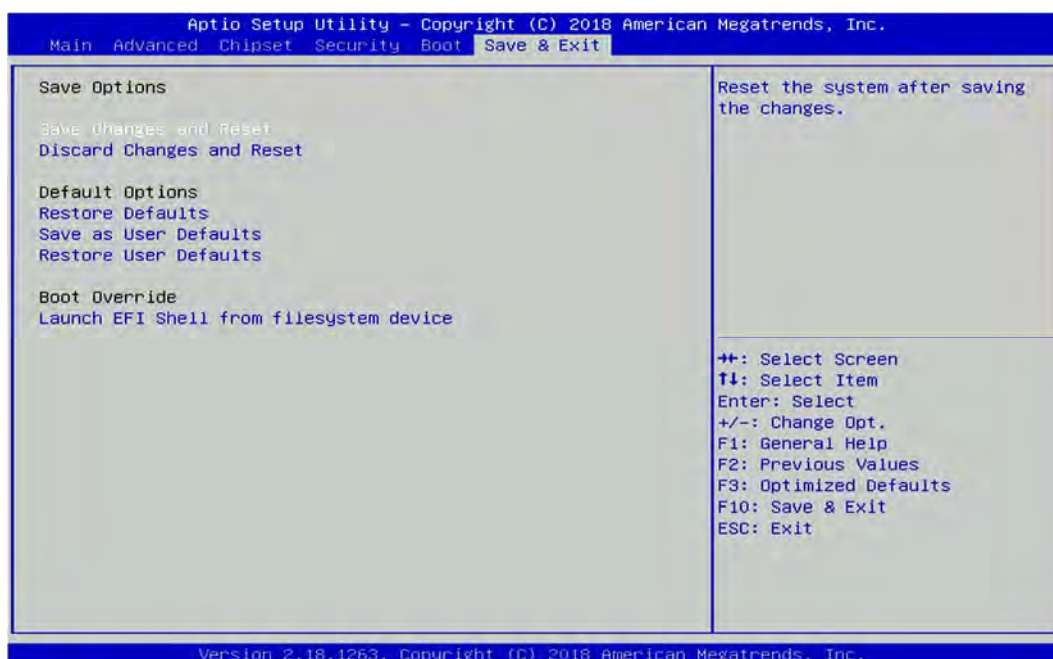 Aptio Setup Utility – Copyright (C) 2018 American Megatrends, Inc.
Main Advanced Chipset Security Boot Save & Exit
Save Options
Save Changes and Reset
Discard Changes and Reset
Default Options
Restore Defaults
Save as User Defaults
Restore User Defaults
Boot Override
Launch EFI Shell from filesystem device
Reset the system after saving
the changes.
→←: Select Screen
↑↓: Select Item
Enter: Select
+/-: Change Opt.
F1: General Help
F2: Previous Values
F3: Optimized Defaults
F10: Save & Exit
ESC: Exit
Version 2.18.1263. Copyright (C) 2018 American Megatrends, Inc.